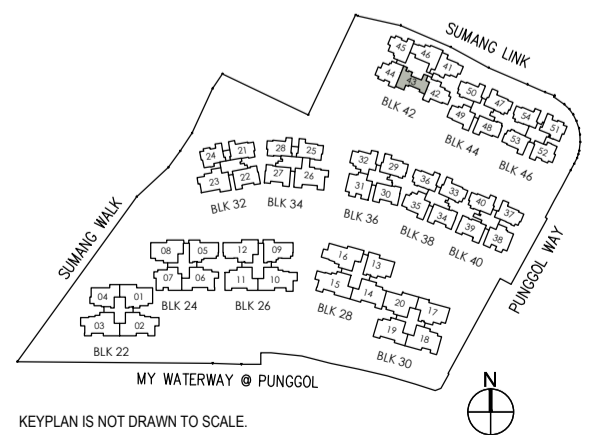 SUMANG LINK
45 46 41
44 43 42
BLK 42
50 47
49 48
BLK 44
54 51
53 52
BLK 46
24 21
23 22
BLK 32
28 25
27 26
BLK 34
32 29
31 30
BLK 36
36 33
35 34
BLK 38
40 37
39 38
BLK 40
SUMANG WALK
PUNGGOL WAY
08 05
07 06
BLK 24
12 09
11 10
BLK 26
16 13
15 14
BLK 28
20 17
19 18
BLK 30
04 01
03 02
BLK 22
MY WATERWAY @ PUNGGOL
N
KEYPLAN IS NOT DRAWN TO SCALE.